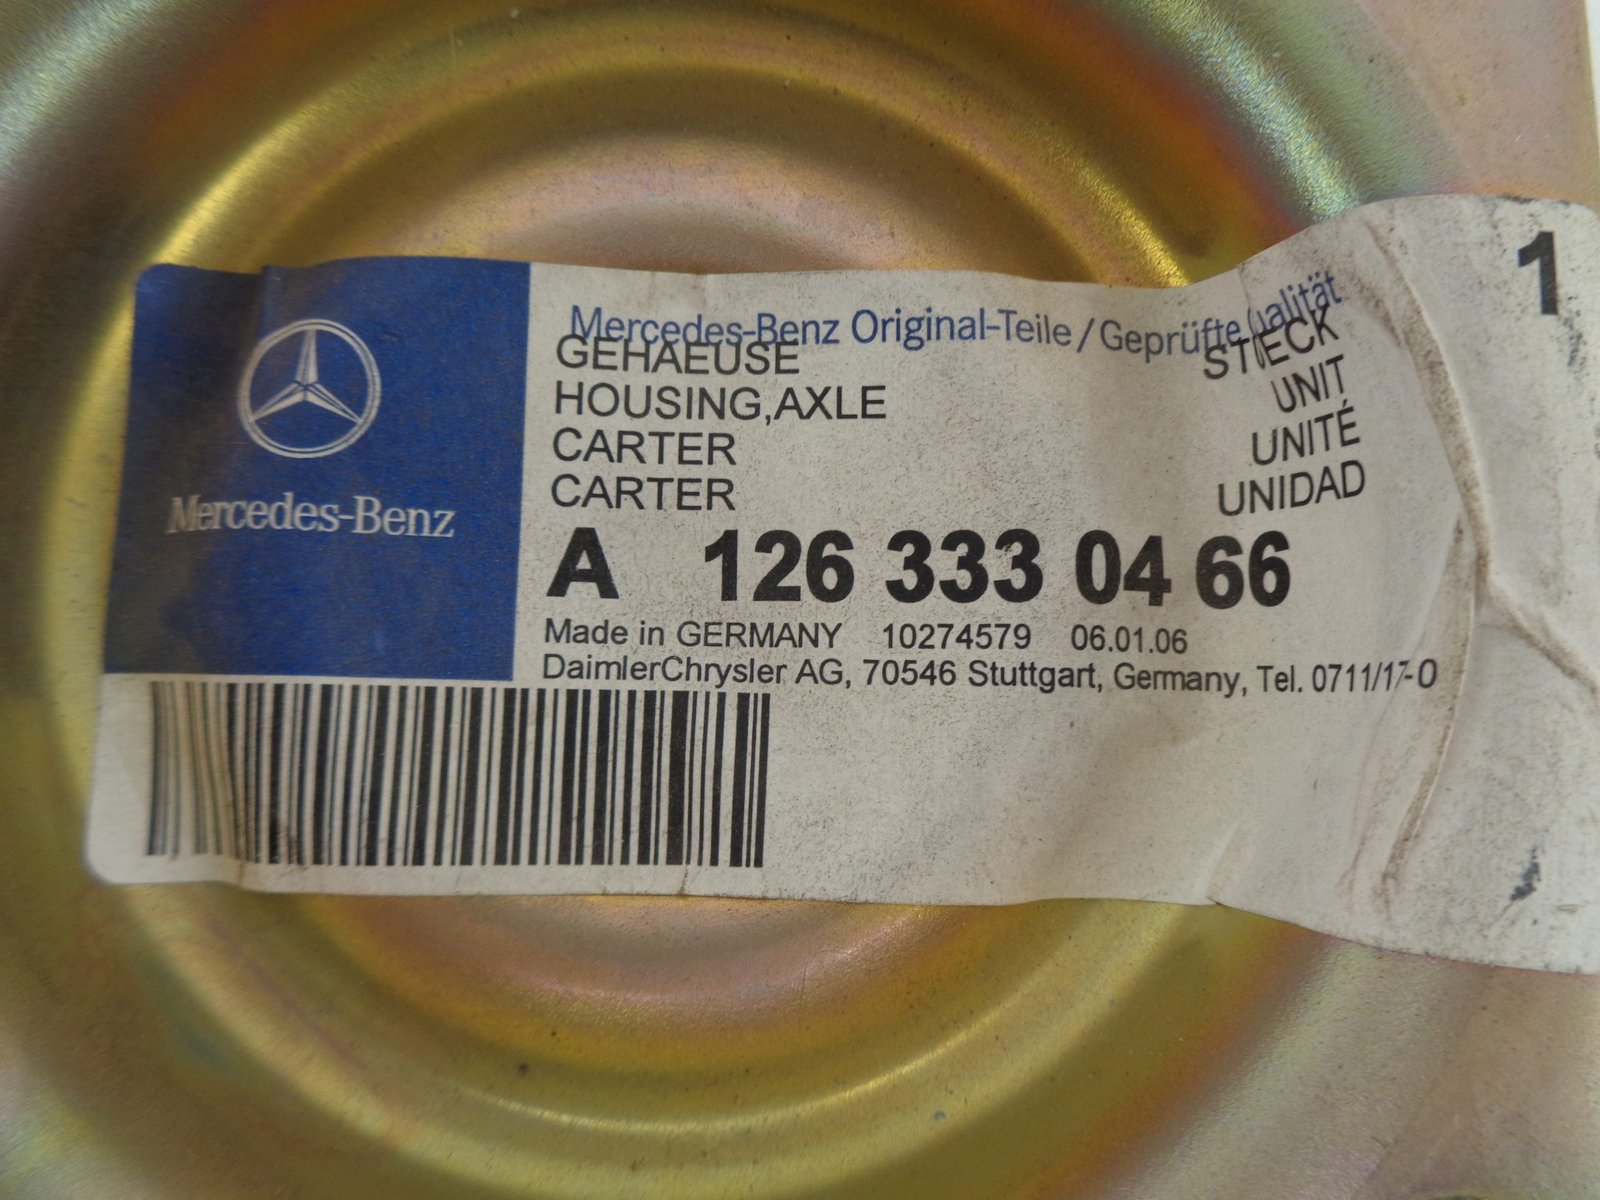 Mercedes-Benz
Mercedes-Benz Original-Teile / Geprüfte Qualität
GEHAEUSE STUECK
HOUSING,AXLE UNIT
CARTER UNITÉ
CARTER UNIDAD
1
A 126 333 04 66
Made in GERMANY 10274579 06.01.06
DaimlerChrysler AG, 70546 Stuttgart, Germany, Tel. 0711/17-0